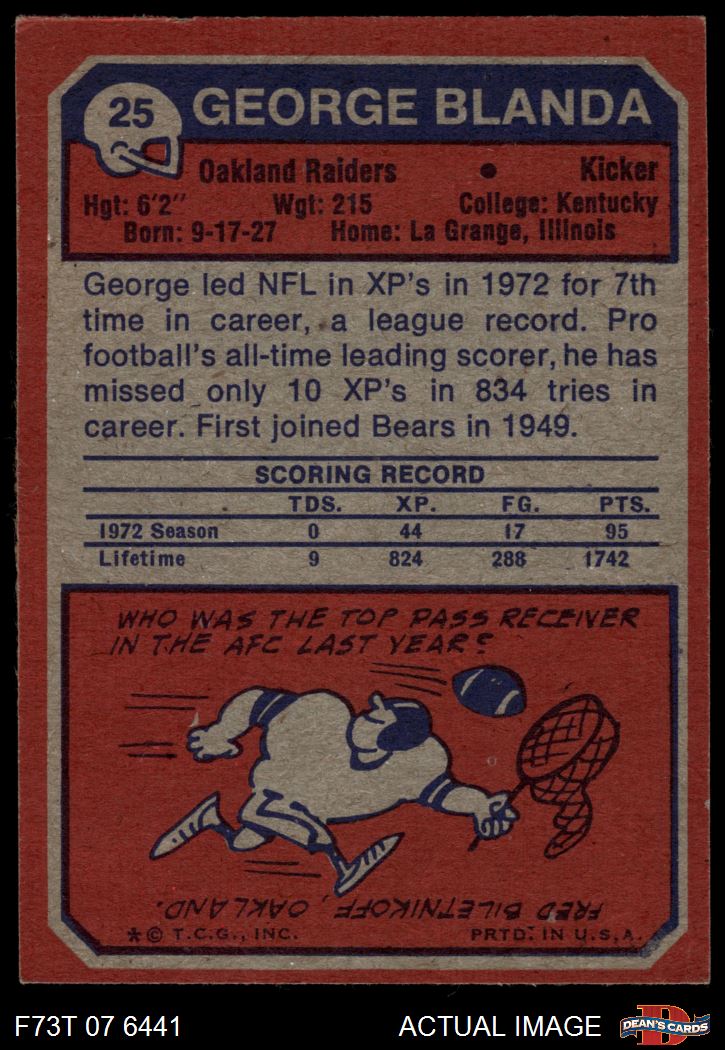 25
GEORGE BLANDA
Oakland Raiders • Kicker
Hgt: 6'2" Wgt: 215 College: Kentucky
Born: 9-17-27 Home: La Grange, Illinois
George led NFL in XP's in 1972 for 7th
time in career, a league record. Pro
football's all-time leading scorer, he has
missed only 10 XP's in 834 tries in
career. First joined Bears in 1949.
SCORING RECORD
TDS. XP. FG. PTS.
1972 Season 0 44 17 95
Lifetime 9 824 288 1742
WHO WAS THE TOP PASS RECEIVER
IN THE AFC LAST YEAR?
FRED BILETNIKOFF, OAKLAND.
*© T.C.G., INC. PRTD. IN U.S.A.
F73T 07 6441 ACTUAL IMAGE
D
DEAN'S CARDS